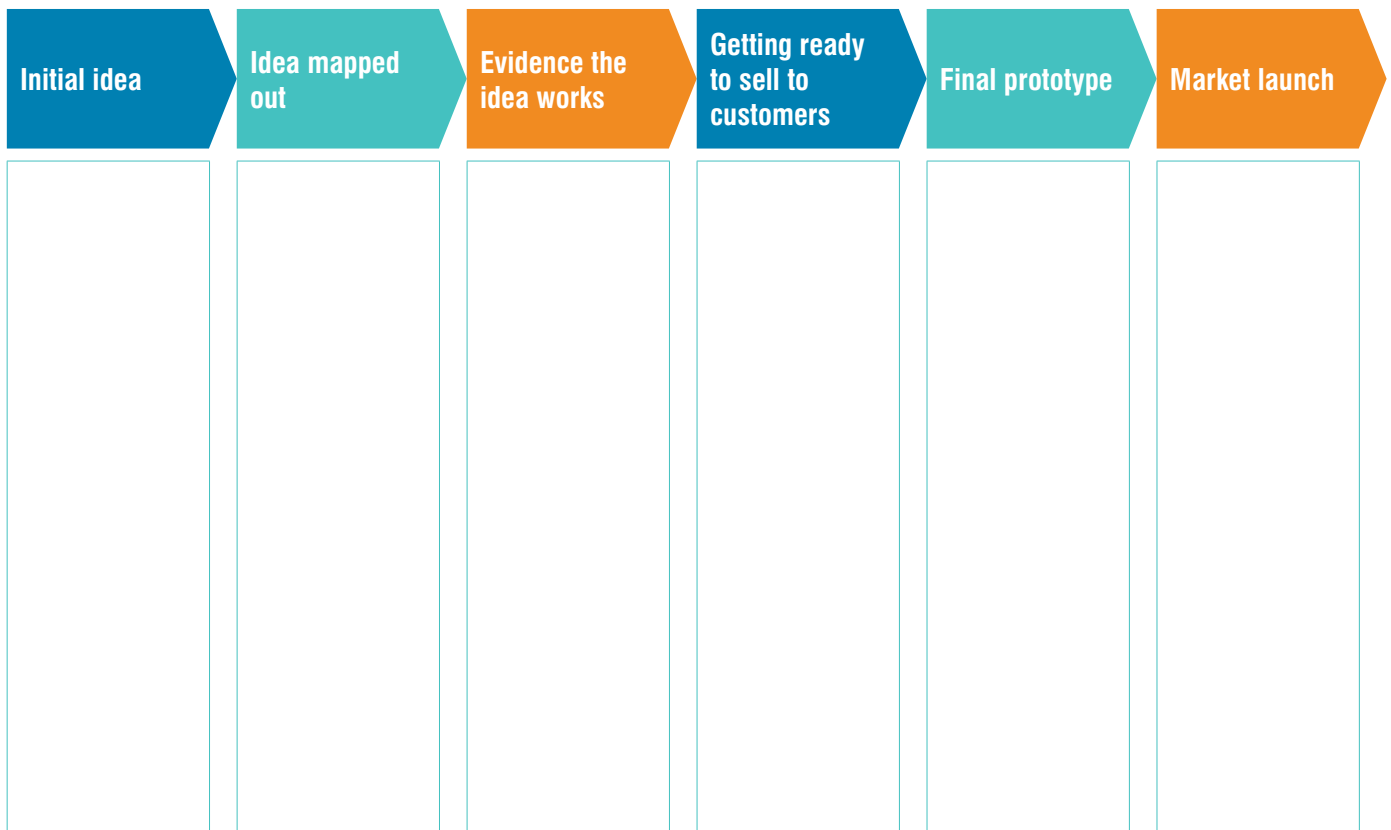 Initial idea
Idea mapped
out
Evidence the
idea works
Getting ready
to sell to
customers
Final prototype
Market launch